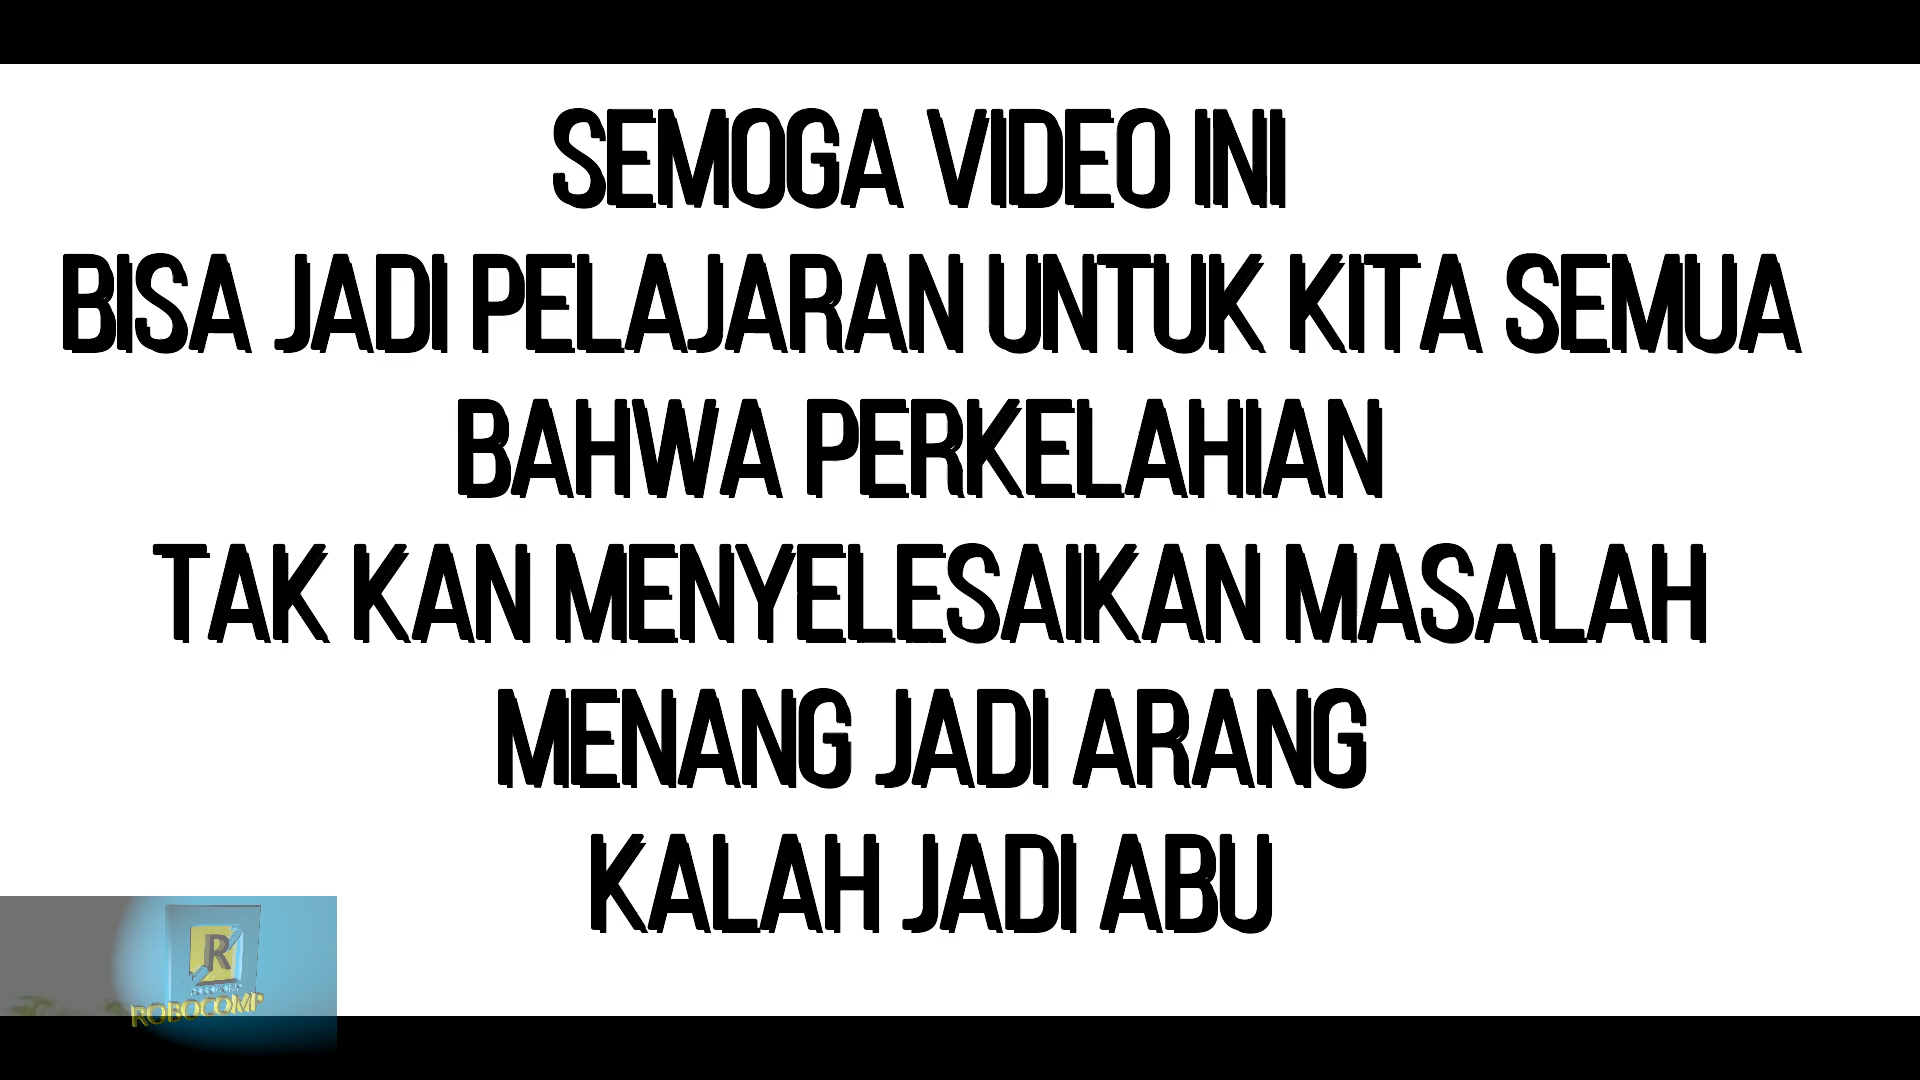 SEMOGA VIDEO INI
BISA JADI PELAJARAN UNTUK KITA SEMUA
BAHWA PERKELAHIAN
TAK KAN MENYELESAIKAN MASALAH
MENANG JADI ARANG
KALAH JADI ABU
R
ROBOCOMP
ROBOCOMP